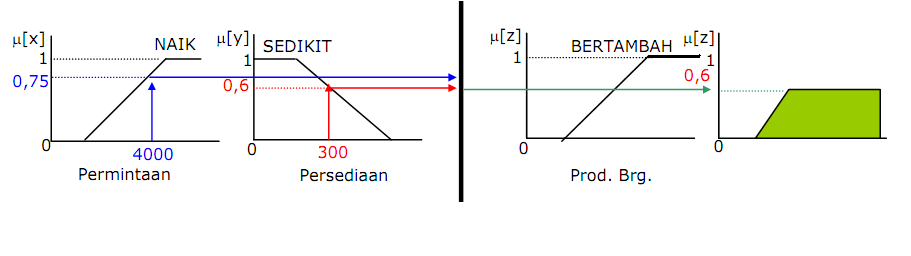 μ[x]
1
NAIK
0,75
0
4000
Permintaan
μ[y]
SEDIKIT
1
0,6
0
300
Persediaan
μ[z]
1
BERTAMBAH
0
Prod. Brg.
μ[z]
1
0,6
0